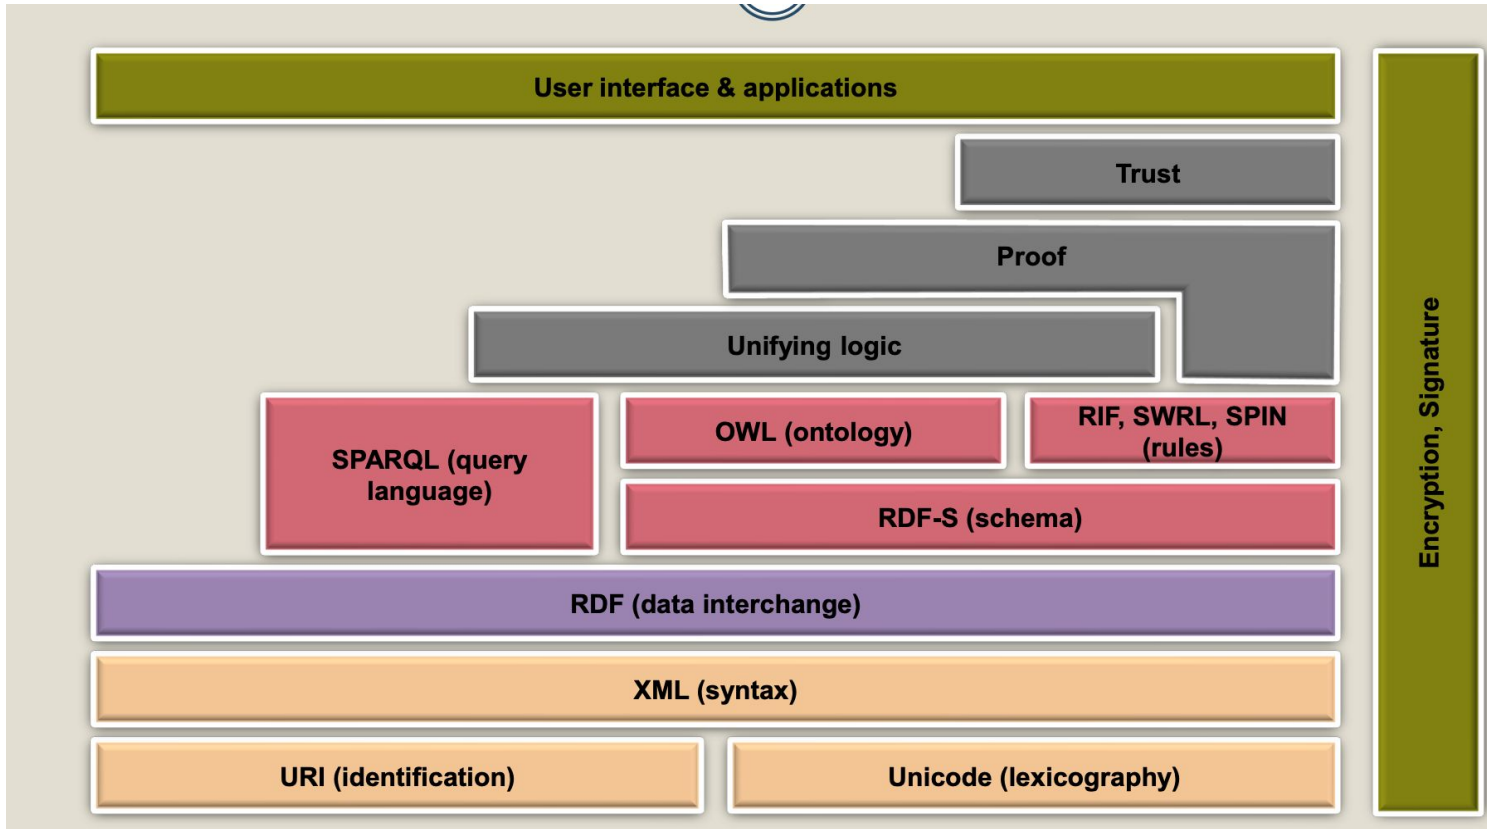 User interface & applications
Trust
Proof
Unifying logic
SPARQL (query
language)
OWL (ontology)
RIF, SWRL, SPIN
(rules)
RDF-S (schema)
RDF (data interchange)
XML (syntax)
URI (identification)
Unicode (lexicography)
Encryption, Signature